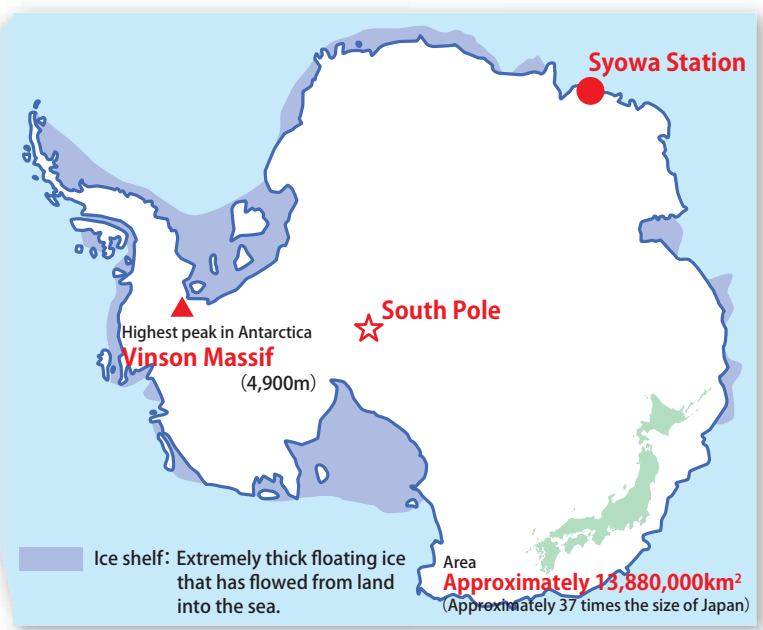 Syowa Station
South Pole
Highest peak in Antarctica
Vinson Massif
(4,900m)
Ice shelf: Extremely thick floating ice
that has flowed from land
into the sea.
Area
Approximately 13,880,000km²
(Approximately 37 times the size of Japan)